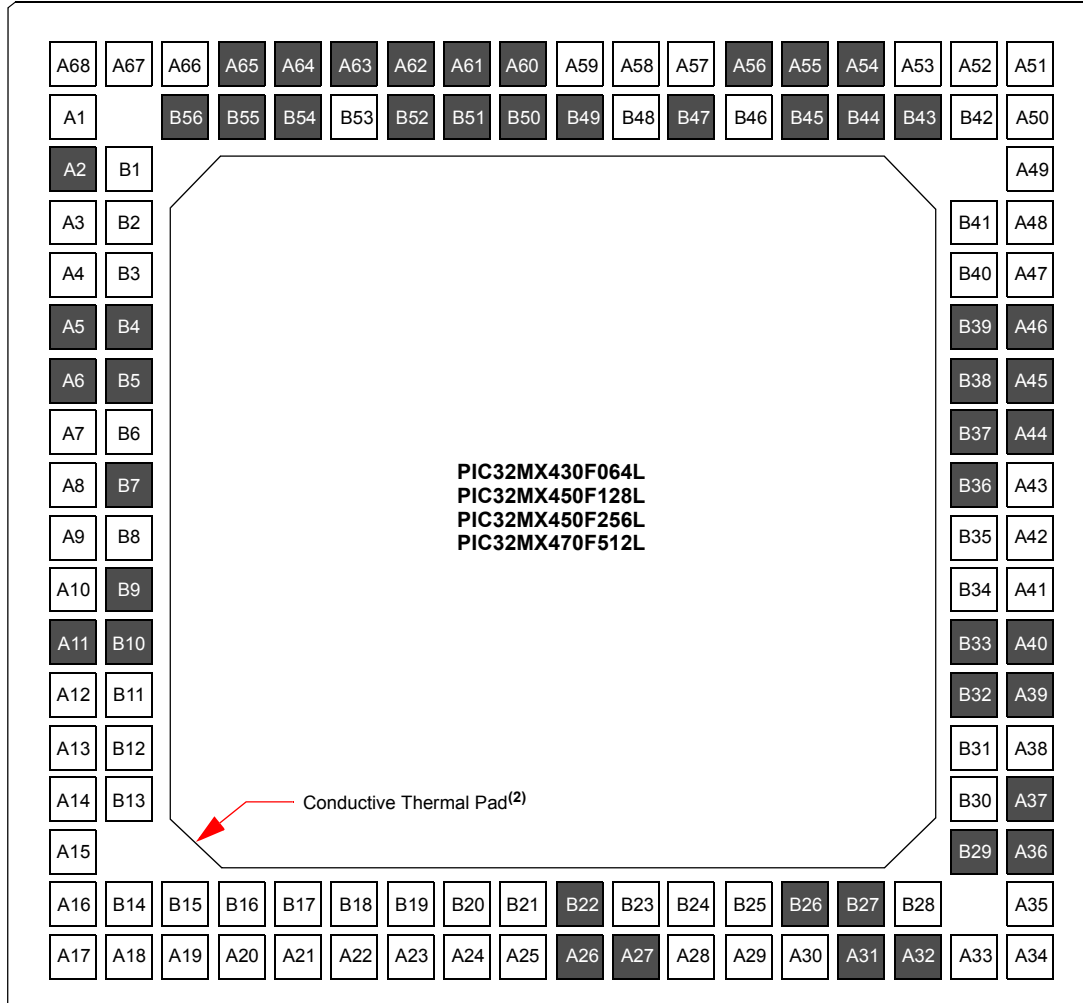 A68 A67 A66 A65 A64 A63 A62 A61 A60 A59 A58 A57 A56 A55 A54 A53 A52 A51
A1 B56 B55 B54 B53 B52 B51 B50 B49 B48 B47 B46 B45 B44 B43 B42 A50
A2 B1 A49
A3 B2 B41 A48
A4 B3 B40 A47
A5 B4 B39 A46
A6 B5 B38 A45
A7 B6 B37 A44
PIC32MX430F064L
A8 B7 B36 A43
PIC32MX450F128L
PIC32MX450F256L
A9 B8 B35 A42
PIC32MX470F512L
A10 B9 B34 A41
A11 B10 B33 A40
A12 B11 B32 A39
A13 B12 B31 A38
A14 B13 Conductive Thermal Pad(2) B30 A37
A15 B29 A36
A16 B14 B15 B16 B17 B18 B19 B20 B21 B22 B23 B24 B25 B26 B27 B28 A35
A17 A18 A19 A20 A21 A22 A23 A24 A25 A26 A27 A28 A29 A30 A31 A32 A33 A34